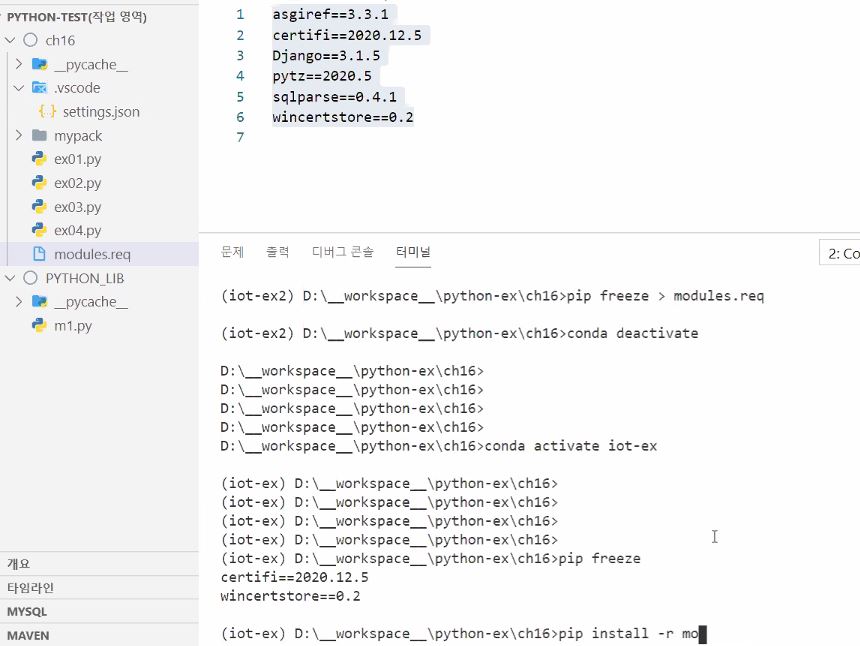 PYTHON-TEST(작업 영역)
ch16
__pycache__
.vscode
{··} settings.json
mypack
ex01.py
ex02.py
ex03.py
ex04.py
modules.req
PYTHON_LIB
__pycache__
m1.py
개요
타임라인
MYSQL
MAVEN
1 asgiref==3.3.1
2 certifi==2020.12.5
3 Django==3.1.5
4 pytz==2020.5
5 sqlparse==0.4.1
6 wincertstore==0.2
7
문제 출력 디버그 콘솔 터미널 2: Co
(iot-ex2) D:\__workspace__\python-ex\ch16>pip freeze > modules.req
(iot-ex2) D:\__workspace__\python-ex\ch16>conda deactivate
D:\__workspace__\python-ex\ch16>
D:\__workspace__\python-ex\ch16>
D:\__workspace__\python-ex\ch16>
D:\__workspace__\python-ex\ch16>
D:\__workspace__\python-ex\ch16>conda activate iot-ex
(iot-ex) D:\__workspace__\python-ex\ch16>
(iot-ex) D:\__workspace__\python-ex\ch16>
(iot-ex) D:\__workspace__\python-ex\ch16>
(iot-ex) D:\__workspace__\python-ex\ch16>
(iot-ex) D:\__workspace__\python-ex\ch16>pip freeze
certifi==2020.12.5
wincertstore==0.2
(iot-ex) D:\__workspace__\python-ex\ch16>pip install -r mo